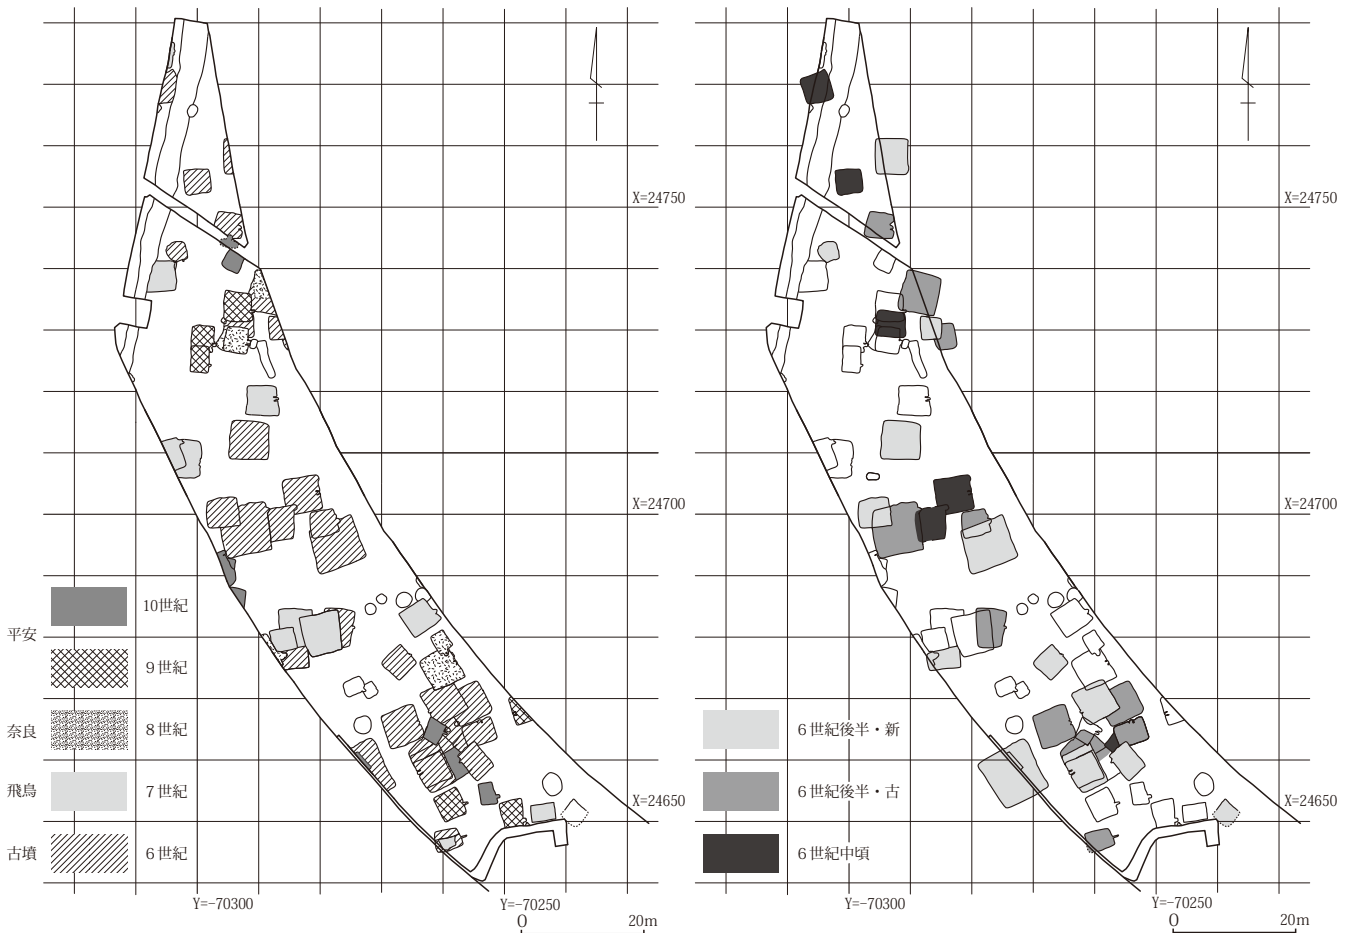 X=24750
X=24700
X=24650
平安
10世紀
9世紀
奈良
8世紀
飛鳥
7世紀
古墳
6世紀
Y=-70300
Y=-70250
0
20m
X=24750
X=24700
X=24650
6世紀後半・新
6世紀後半・古
6世紀中頃
Y=-70300
Y=-70250
0
20m